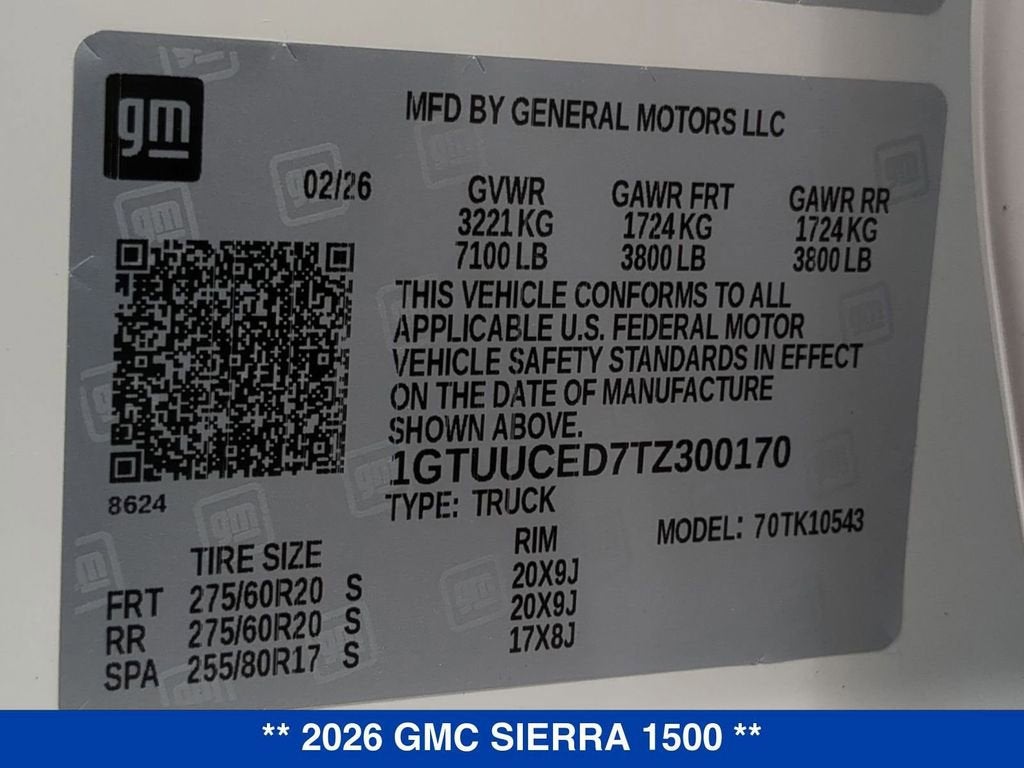 gm
MFD BY GENERAL MOTORS LLC
02/26
GVWR GAWR FRT GAWR RR
3221 KG 1724 KG 1724 KG
7100 LB 3800 LB 3800 LB
THIS VEHICLE CONFORMS TO ALL
APPLICABLE U.S. FEDERAL MOTOR
VEHICLE SAFETY STANDARDS IN EFFECT
ON THE DATE OF MANUFACTURE
SHOWN ABOVE.
1GTUUCED7TZ300170
8624
TYPE: TRUCK
MODEL: 70TK10543
TIRE SIZE RIM
FRT 275/60R20 S 20X9J
RR 275/60R20 S 20X9J
SPA 255/80R17 S 17X8J
** 2026 GMC SIERRA 1500 **